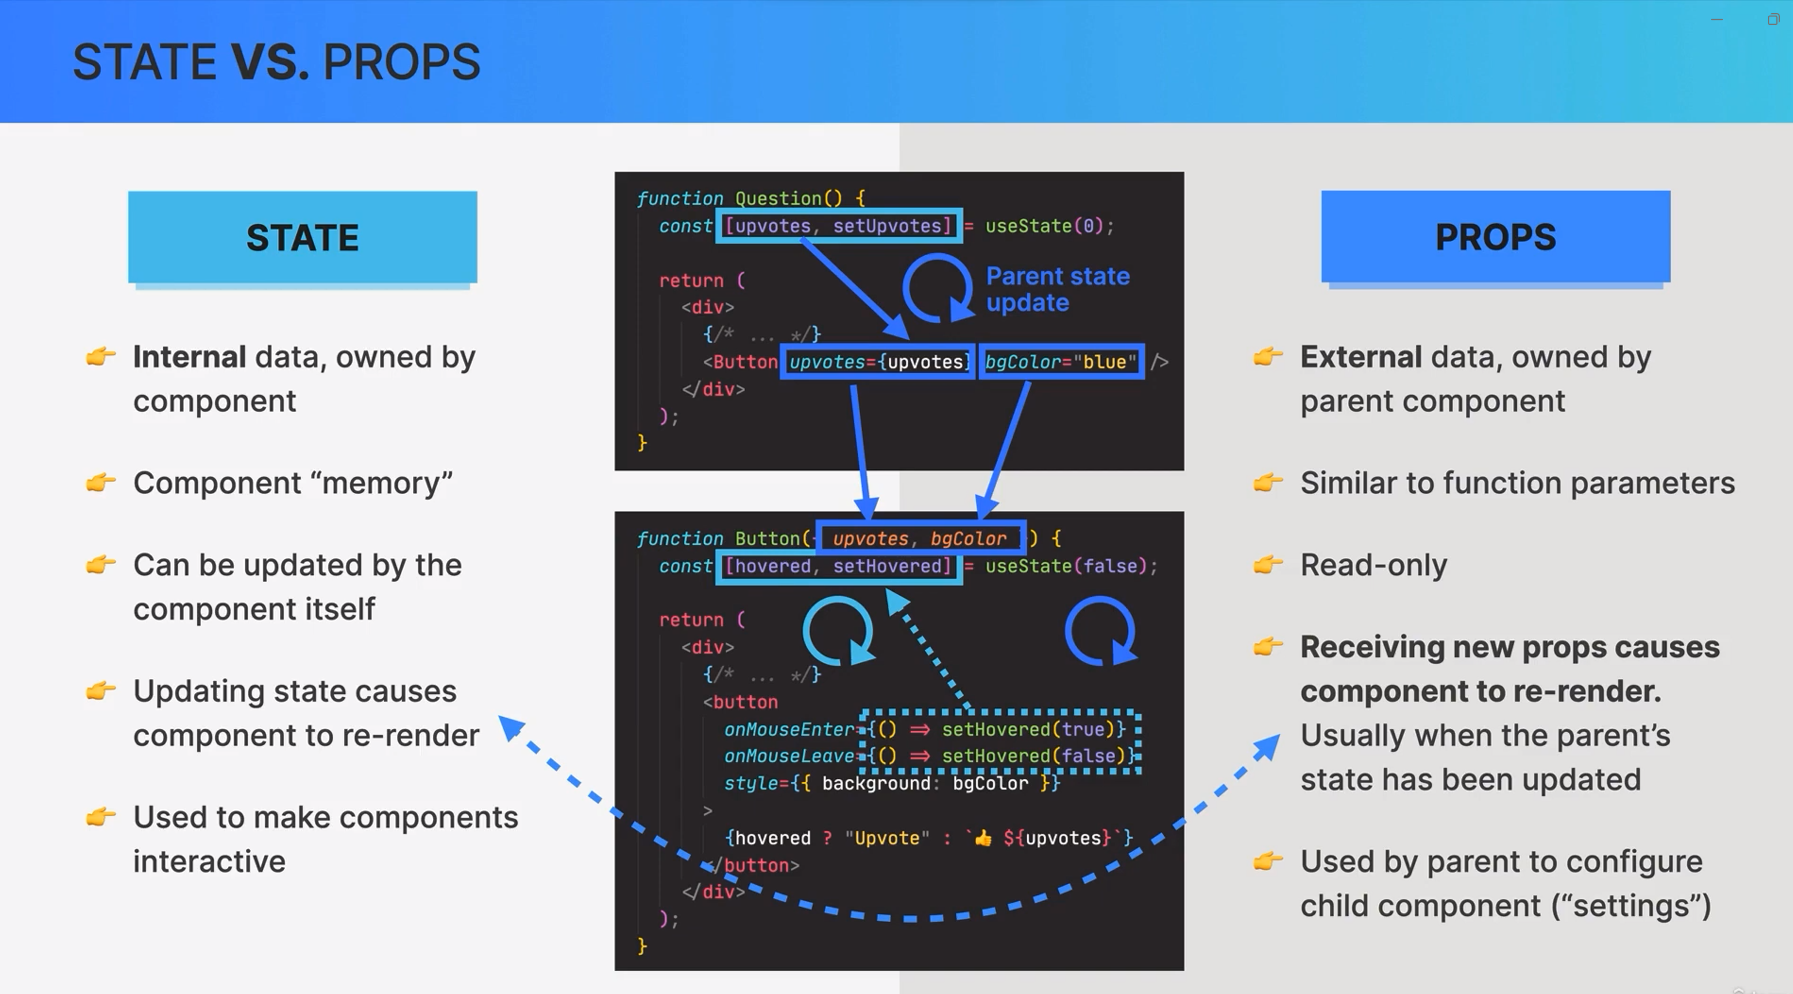 STATE VS. PROPS
STATE
👉 Internal data, owned by
component
👉 Component “memory”
👉 Can be updated by the
component itself
👉 Updating state causes
component to re-render
👉 Used to make components
interactive
function Question() {
const [upvotes, setUpvotes] = useState(0);
return (
<div>
{/* ... */}
<Button upvotes={upvotes} bgColor="blue" />
</div>
);
}
Parent state
update
function Button({ upvotes, bgColor }) {
const [hovered, setHovered] = useState(false);
return (
<div>
{/* ... */}
<button
onMouseEnter={() => setHovered(true)}
onMouseLeave={() => setHovered(false)}
style={{ background: bgColor }}
>
{hovered ? "Upvote" : `👍 ${upvotes}`}
</button>
</div>
);
}
PROPS
👉 External data, owned by
parent component
👉 Similar to function parameters
👉 Read-only
👉 Receiving new props causes
component to re-render.
Usually when the parent’s
state has been updated
👉 Used by parent to configure
child component (“settings”)